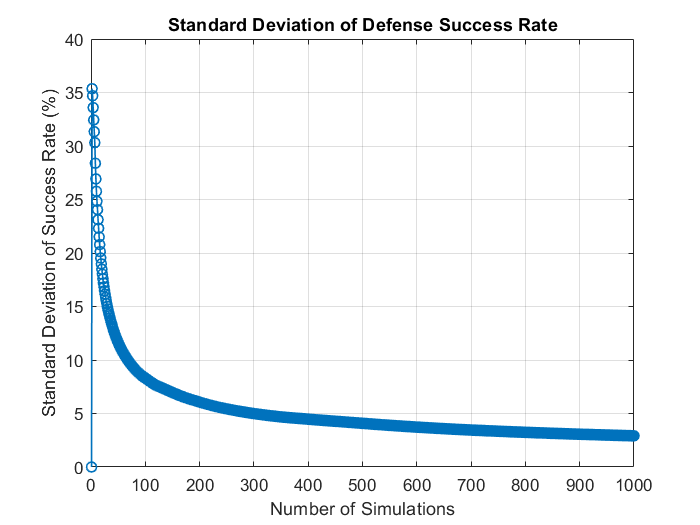 Standard Deviation of Defense Success Rate
Standard Deviation of Success Rate (%)
40
35
30
25
20
15
10
5
0
0 100 200 300 400 500 600 700 800 900 1000
Number of Simulations